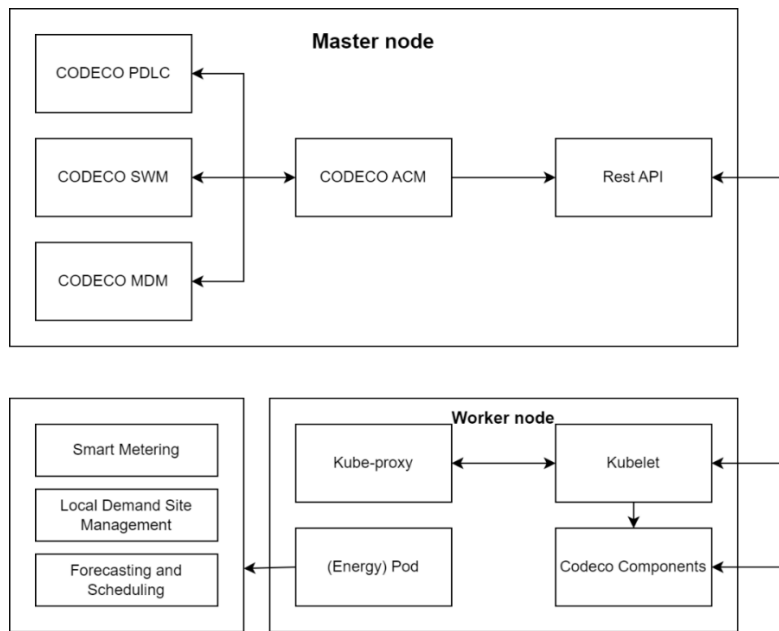 Master node
CODECO PDLC
CODECO SWM
CODECO ACM
Rest API
CODECO MDM
Smart Metering
Local Demand Site
Management
Forecasting and
Scheduling
Worker node
Kube-proxy
Kubelet
(Energy) Pod
Codeco Components